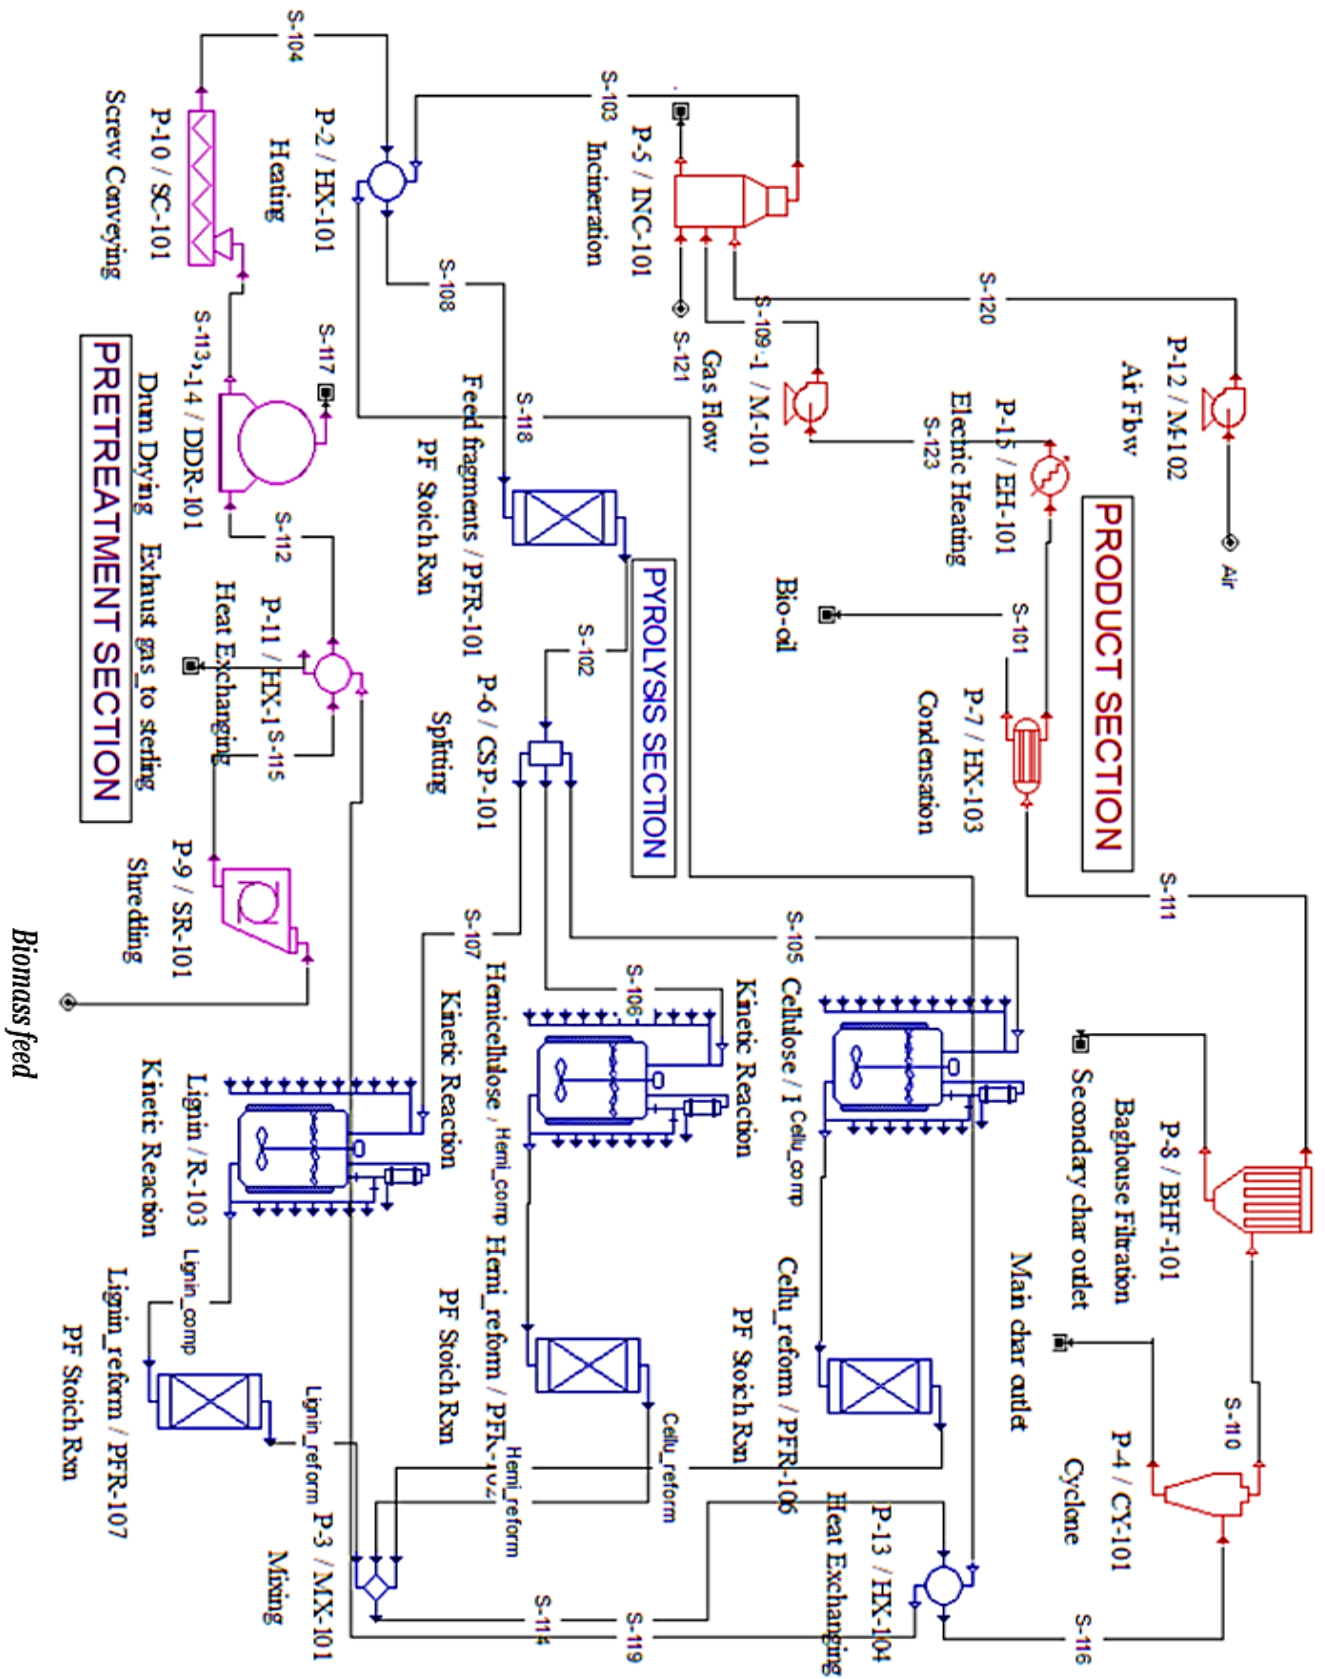 PRETREATMENT SECTION
PYROLYSIS SECTION
PRODUCT SECTION
Biomass feed
P-9 / SR-101
Shredding
S-115
P-11 / HX-1
Heat Exchanging
Exhaust gas_to sterling
S-112
P-14 / DDR-101
Drum Drying
S-117
S-113
P-10 / SC-101
Screw Conveying
S-104
P-2 / HX-101
Heating
S-103
S-108
S-118
Feed fragments / PFR-101
PF Stoich Rxn
S-102
P-6 / CSP-101
Splitting
S-107
S-106
S-105
Cellulose / 1
Kinetic Reaction
Cellu_comp
Cellu_reform / PFR-106
PF Stoich Rxn
Hemicellulose /
Kinetic Reaction
Hemi_comp
Hemi_reform / PFR-102
PF Stoich Rxn
Lignin / R-103
Kinetic Reaction
Lignin_comp
Lignin_reform / PFR-107
PF Stoich Rxn
Cellu_reform
Hemi_reform
Lignin_reform
P-3 / MX-101
Mixing
S-114
S-119
P-13 / HX-104
Heat Exchanging
S-116
P-4 / CY-101
Cyclone
Main char outlet
S-110
P-8 / BHF-101
Baghouse Filtration
Secondary char outlet
S-111
P-7 / HX-103
Condensation
S-101
Bio-oil
P-15 / EH-101
Electric Heating
S-123
-1 / M-101
Gas Flow
S-109
P-12 / M-102
Air Flow
Air
S-120
S-121
P-5 / INC-101
Incineration